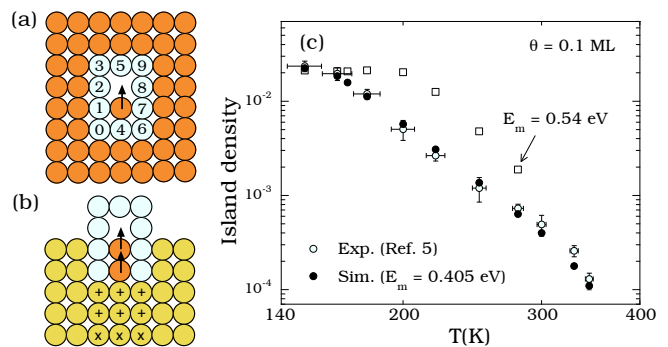 (a)
3 5 9
2 8
1 7
0 4 6
(b)
+ + +
+ + +
x x x
(c)
θ = 0.1 ML
Island density
10⁻²
10⁻³
10⁻⁴
E_m = 0.54 eV
Exp. (Ref. 5)
Sim. (E_m = 0.405 eV)
140 200 300 400
T(K)